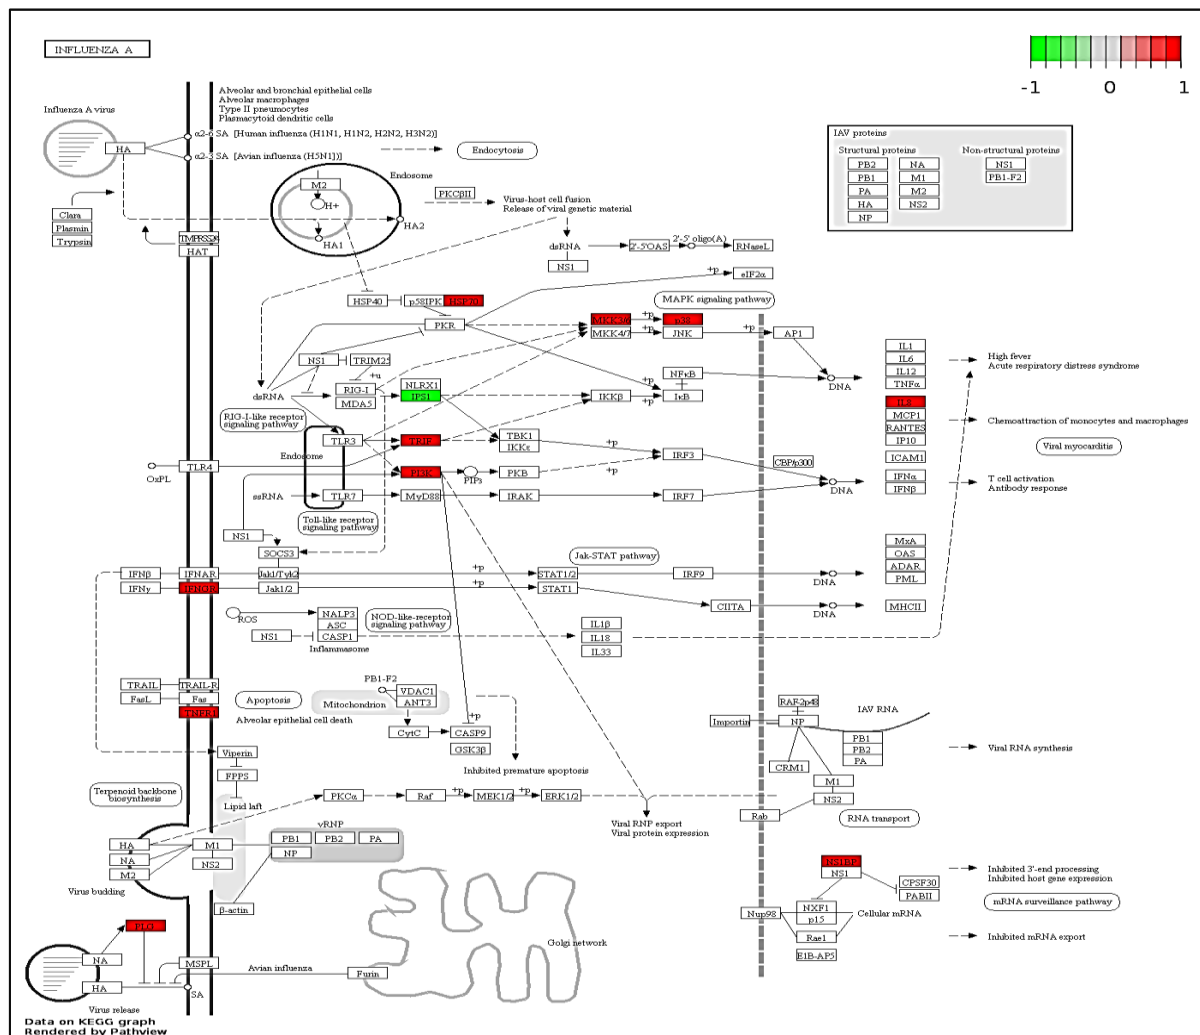 INFLUENZA A
-1 0 1
Alveolar and bronchial epithelial cells
Alveolar macrophages
Type II pneumocytes
Plasmacytoid dendritic cells
Influenza A virus
HA
α2-6 SA [Human influenza (H1N1, H1N2, H2N2, H3N2)]
α2-3 SA [Avian influenza (H5N1)]
Endocytosis
IAV proteins
Structural proteins
Non-structural proteins
PB2 NA NS1
PB1 M1 PB1-F2
PA M2
HA NS2
NP
Endosome
M2
H+
HA1
HA2
PKCβII
Virus-host cell fusion
Release of viral genetic material
Clara
Plasmin
Trypsin
HAT
dsRNA
NS1
2'-5'OAS
2'-5' oligo(A)
RNaseL
+p
eIF2α
HSP40
p58IPK
HSP70
MAPK signaling pathway
PKR
MKK3/6
+p
p38
MKK4/7
+p
JNK
+p
AP1
NS1
TRIM25
+u
dsRNA
RIG-I
MDA5
NLRX1
IPS1
IKKβ
+p
NFκB
IκB
DNA
IL1
IL6
IL12
TNFα
High fever
Acute respiratory distress syndrome
RIG-I-like receptor
signaling pathway
IL8
MCP1
RANTES
IP10
ICAM1
Chemoattraction of monocytes and macrophages
Viral myocarditis
TLR3
Endosome
TRIF
TBK1
IKKε
+p
IRF3
CBP/p300
OxPL
TLR4
PI3K
PIP3
PKB
+p
IFNα
IFNβ
DNA
T cell activation
Antibody response
ssRNA
TLR7
MyD88
IRAK
IRF7
Toll-like receptor
signaling pathway
NS1
SOCS3
Jak-STAT pathway
MxA
OAS
ADAR
PML
IFNβ
IFNAR
Jak1/Tyk2
+p
STAT1/2
IRF9
DNA
IFNγ
IFNGR
Jak1/2
+p
STAT1
CIITA
DNA
MHCII
ROS
NALP3
ASC
CASP1
NS1
Inflammasome
NOD-like-receptor
signaling pathway
IL1β
IL18
IL33
TRAIL
TRAIL-R
FasL
Fas
TNFR1
Apoptosis
Alveolar epithelial cell death
PB1-F2
Mitochondrion
VDAC1
ANT3
CytC
+p
CASP9
GSK3β
Inhibited premature apoptosis
RAF-2p48
Importin
NP
IAV RNA
PB1
PB2
PA
Viral RNA synthesis
CRM1
M1
NS2
Rab
RNA transport
Viperin
FPPS
Lipid laft
Terpenoid backbone
biosynthesis
PKCα
Raf
+p
MEK1/2
+p
ERK1/2
Viral RNP export
Viral protein expression
vRNP
PB1 PB2 PA
NP
HA
NA
M2
M1
NS2
Virus budding
β-actin
NS1BP
NS1
Inhibited 3'-end processing
Inhibited host gene expression
CPSF30
PABII
mRNA surveillance pathway
Nup98
NXF1
p15
Rae1
E1B-AP5
Cellular mRNA
Inhibited mRNA export
PLG
NA
HA
MSPL
SA
Avian influenza
Furin
Golgi network
Virus release
Data on KEGG graph
Rendered by Pathview